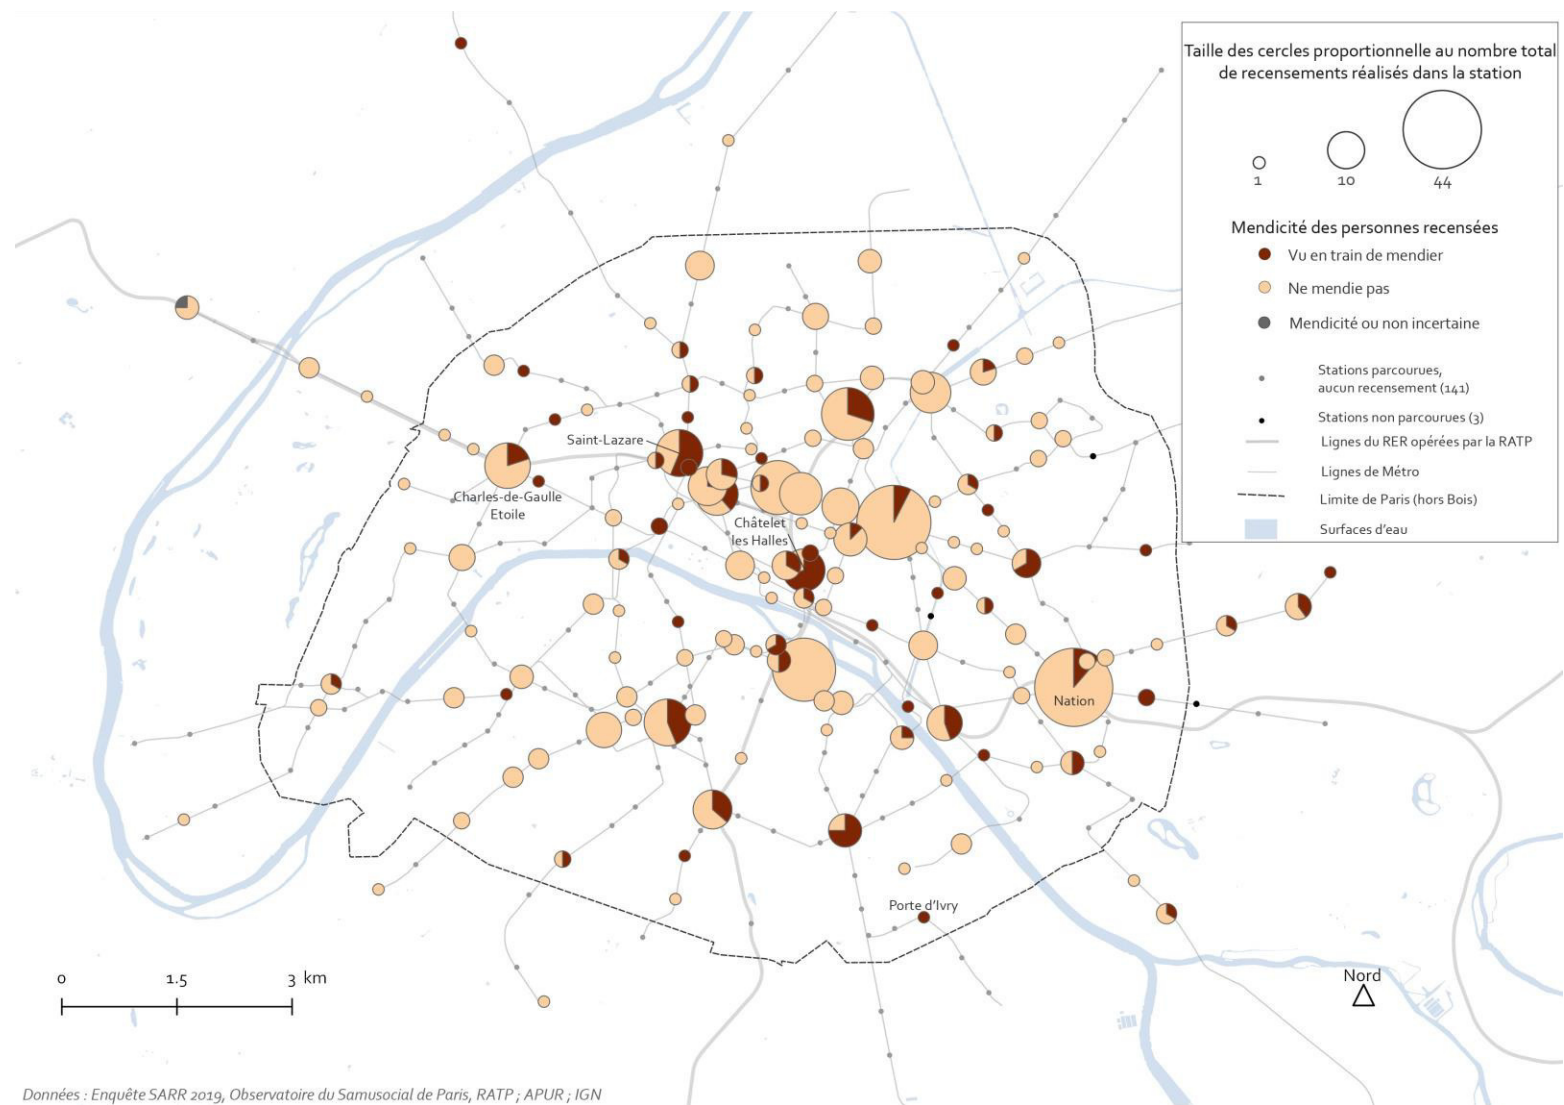 Taille des cercles proportionnelle au nombre total
de recensements réalisés dans la station
1
10
44
Mendicité des personnes recensées
Vu en train de mendier
Ne mendie pas
Mendicité ou non incertaine
Stations parcourues,
aucun recensement (141)
Stations non parcourues (3)
Lignes du RER opérées par la RATP
Lignes de Métro
Limite de Paris (hors Bois)
Surfaces d'eau
Saint-Lazare
Charles-de-Gaulle
Etoile
Châtelet
les Halles
Nation
Porte d'Ivry
0
1.5
3 km
Nord
Données : Enquête SARR 2019, Observatoire du Samusocial de Paris, RATP ; APUR ; IGN